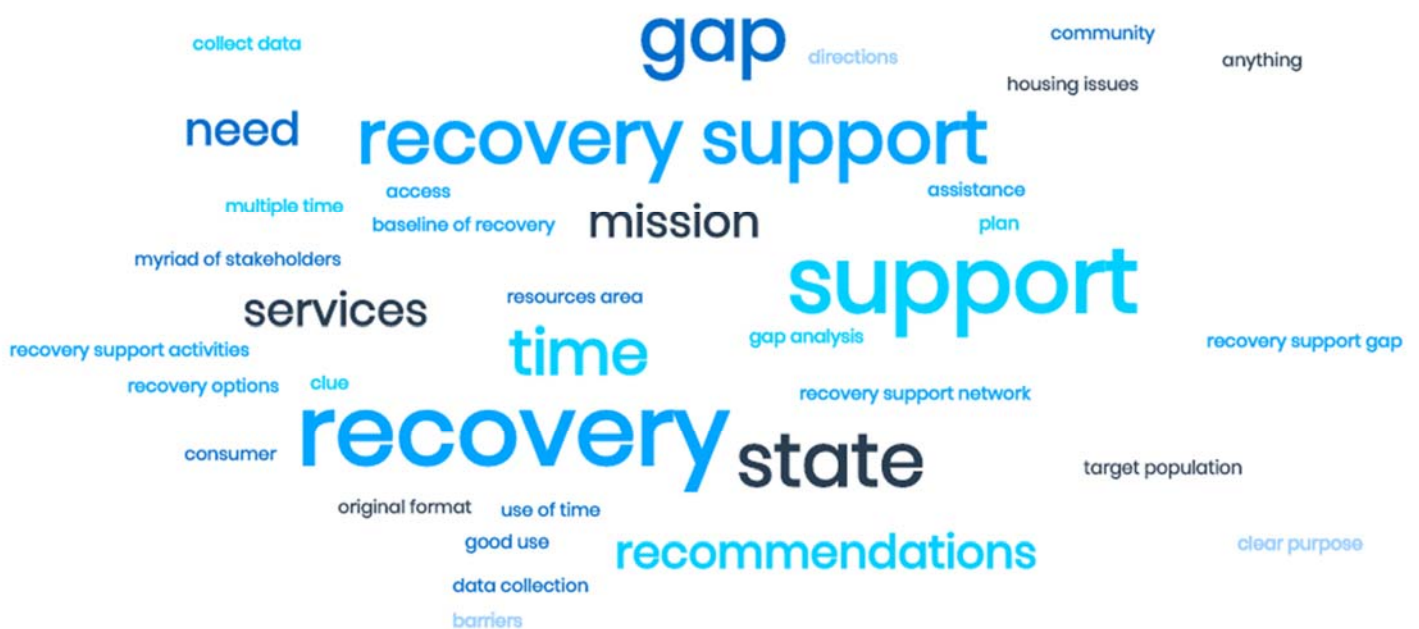 gap
collect data
directions
community
anything
housing issues
need
recovery support
access
assistance
multiple time
baseline of recovery
mission
plan
myriad of stakeholders
support
services
resources area
time
gap analysis
recovery support gap
recovery support activities
recovery options
clue
recovery support network
recovery
state
consumer
target population
original format
use of time
good use
recommendations
clear purpose
data collection
barriers